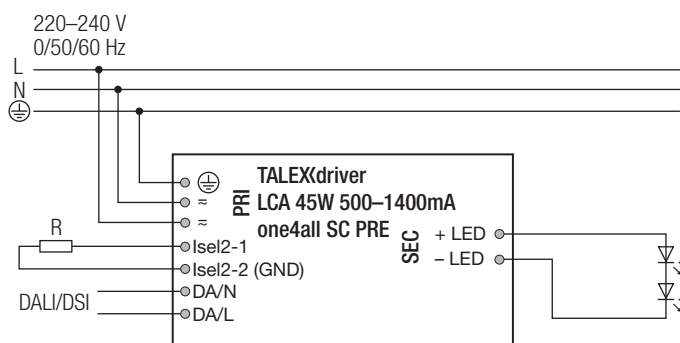 220–240 V
0/50/60 Hz
L
N
PRI
TALEXXdriver
LCA 45W 500–1400mA
one4all SC PRE
≂
≂
R
Isel2-1
Isel2-2 (GND)
DALI/DSI
DA/N
DA/L
SEC
+ LED
– LED